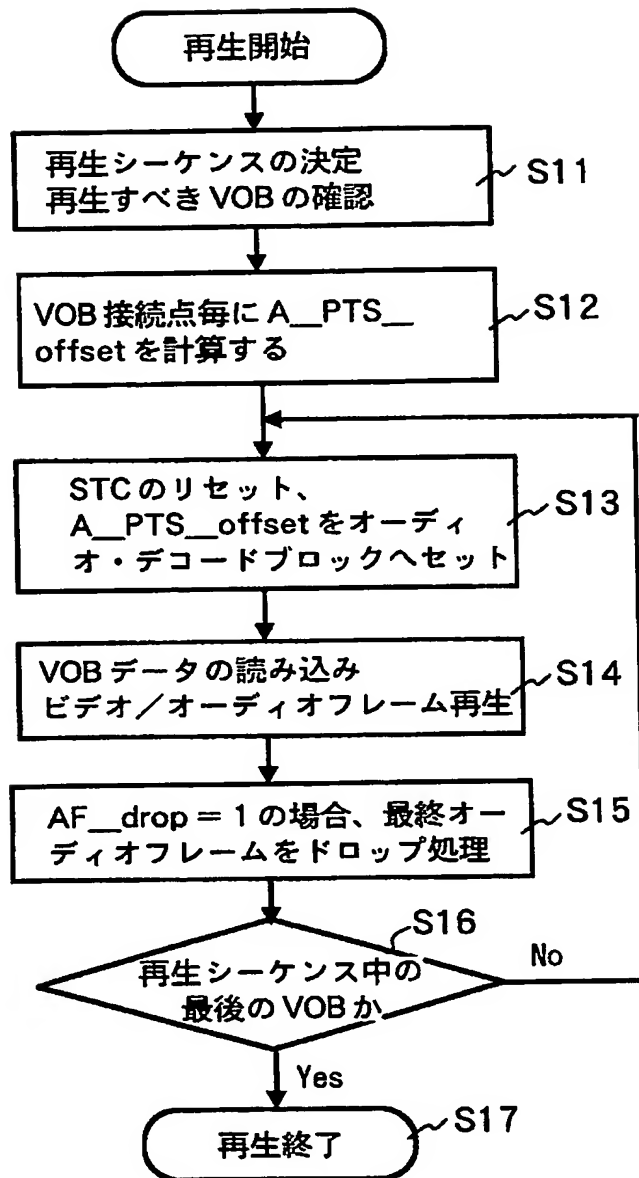 再生開始
再生シーケンスの決定
再生すべき VOB の確認
S11
VOB 接続点毎に A__PTS__
offset を計算する
S12
STC のリセット、
A__PTS__offset をオーディ
オ・デコードブロックへセット
S13
VOB データの読み込み
ビデオ／オーディオフレーム再生
S14
AF__drop = 1 の場合、最終オー
ディオフレームをドロップ処理
S15
S16
再生シーケンス中の
最後の VOB か
No
Yes
再生終了
S17